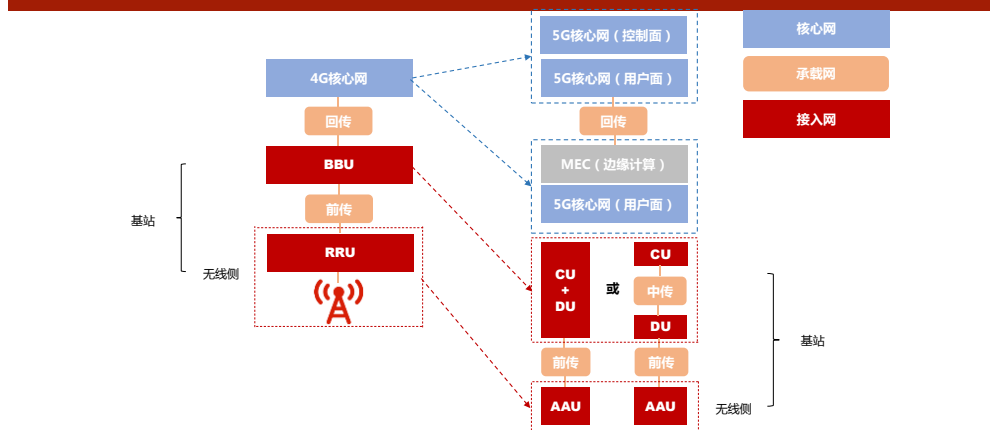 5G核心网（控制面）
核心网
4G核心网
5G核心网（用户面）
承载网
回传
回传
接入网
BBU
MEC（边缘计算）
前传
5G核心网（用户面）
基站
RRU
无线侧
CU
+
DU
或
CU
中传
DU
基站
前传
前传
AAU
AAU
无线侧